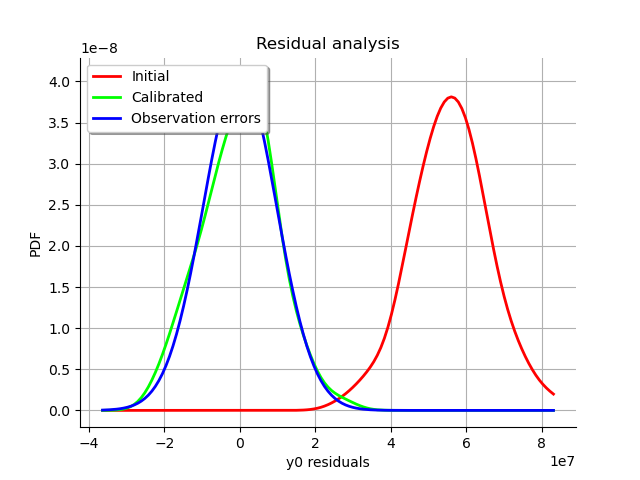 Residual analysis
1e−8
Initial
Calibrated
Observation errors
4.0
3.5
3.0
2.5
2.0
1.5
1.0
0.5
0.0
PDF
−4 −2 0 2 4 6 8
1e7
y0 residuals